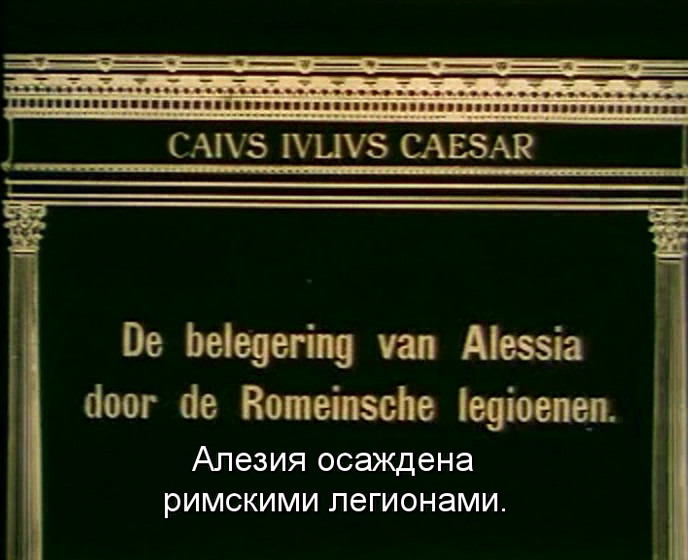 CAIVS IVLIVS CAESAR
De belegering van Alessia
door de Romeinsche legioenen.
Алезия осаждена
римскими легионами.